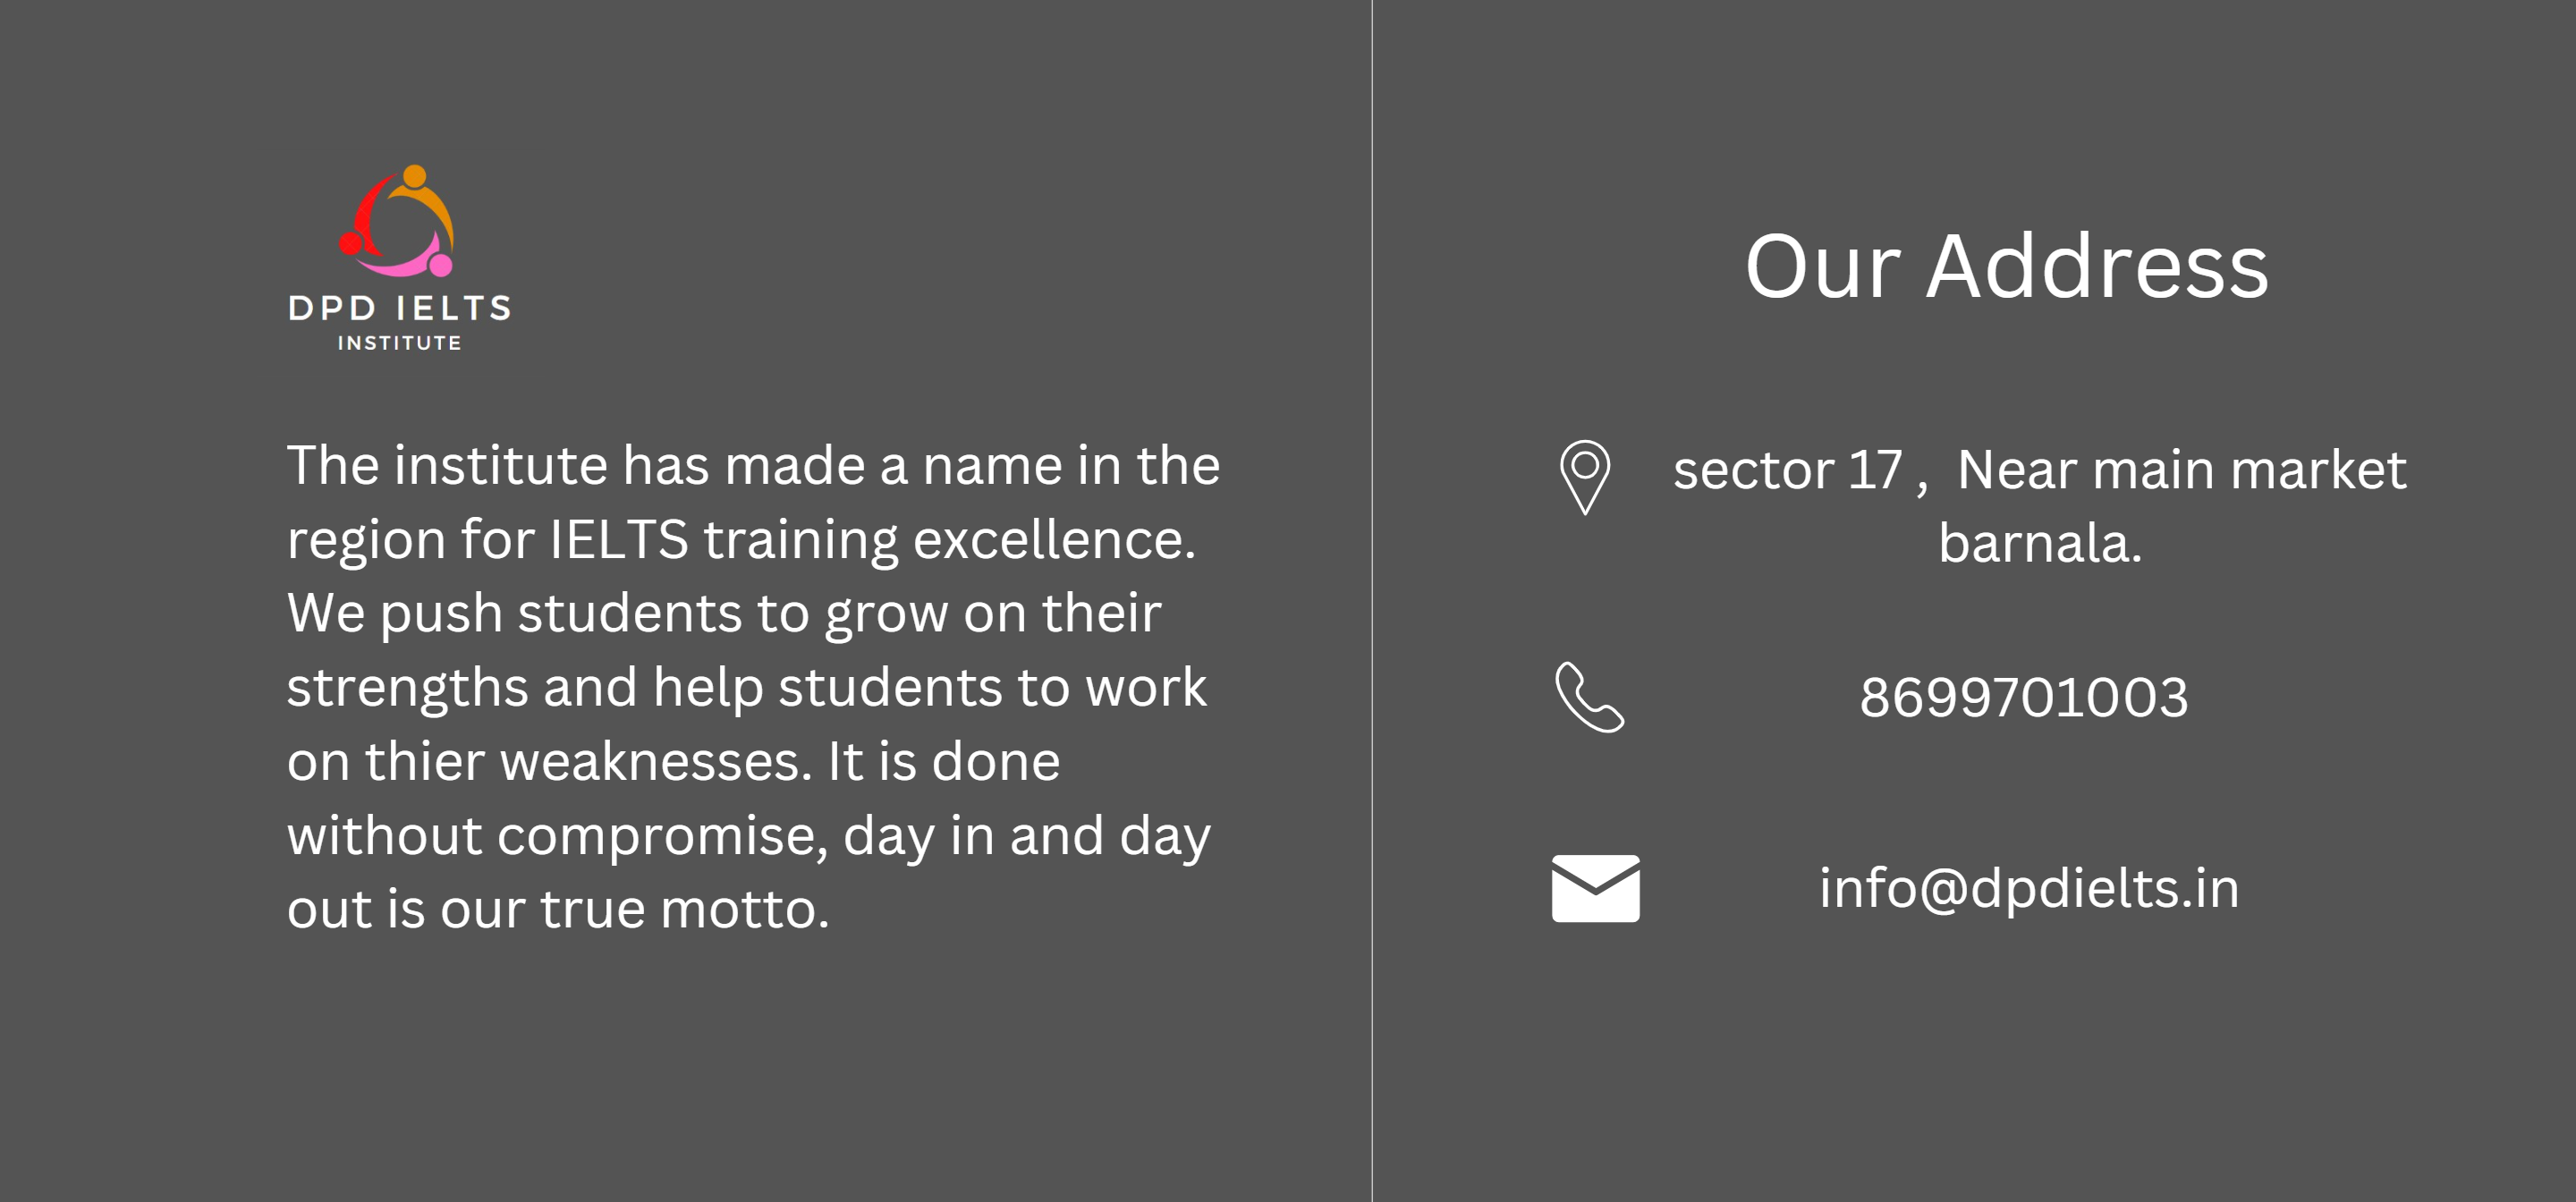 DPD IELTS
INSTITUTE
The institute has made a name in the
region for IELTS training excellence.
We push students to grow on their
strengths and help students to work
on thier weaknesses. It is done
without compromise, day in and day
out is our true motto.
Our Address
sector 17 ,  Near main market
barnala.
8699701003
info@dpdielts.in